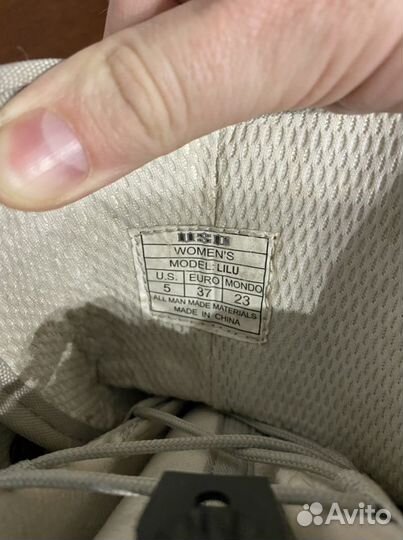 USD
WOMEN'S
MODEL: LILU
U.S. EURO MONDO
5 37 23
ALL MAN MADE MATERIALS
MADE IN CHINA
Avito